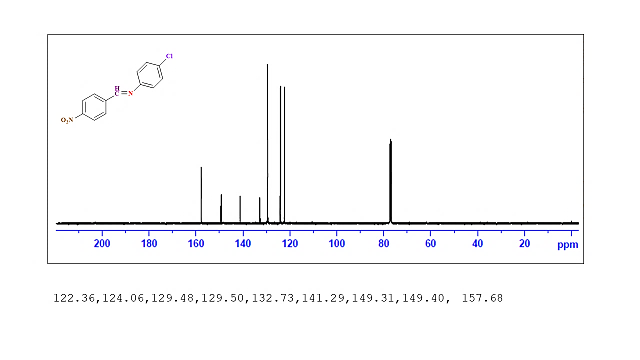 Cl
H
C=N
O₂N
200 180 160 140 120 100 80 60 40 20 ppm
122.36,124.06,129.48,129.50,132.73,141.29,149.31,149.40, 157.68